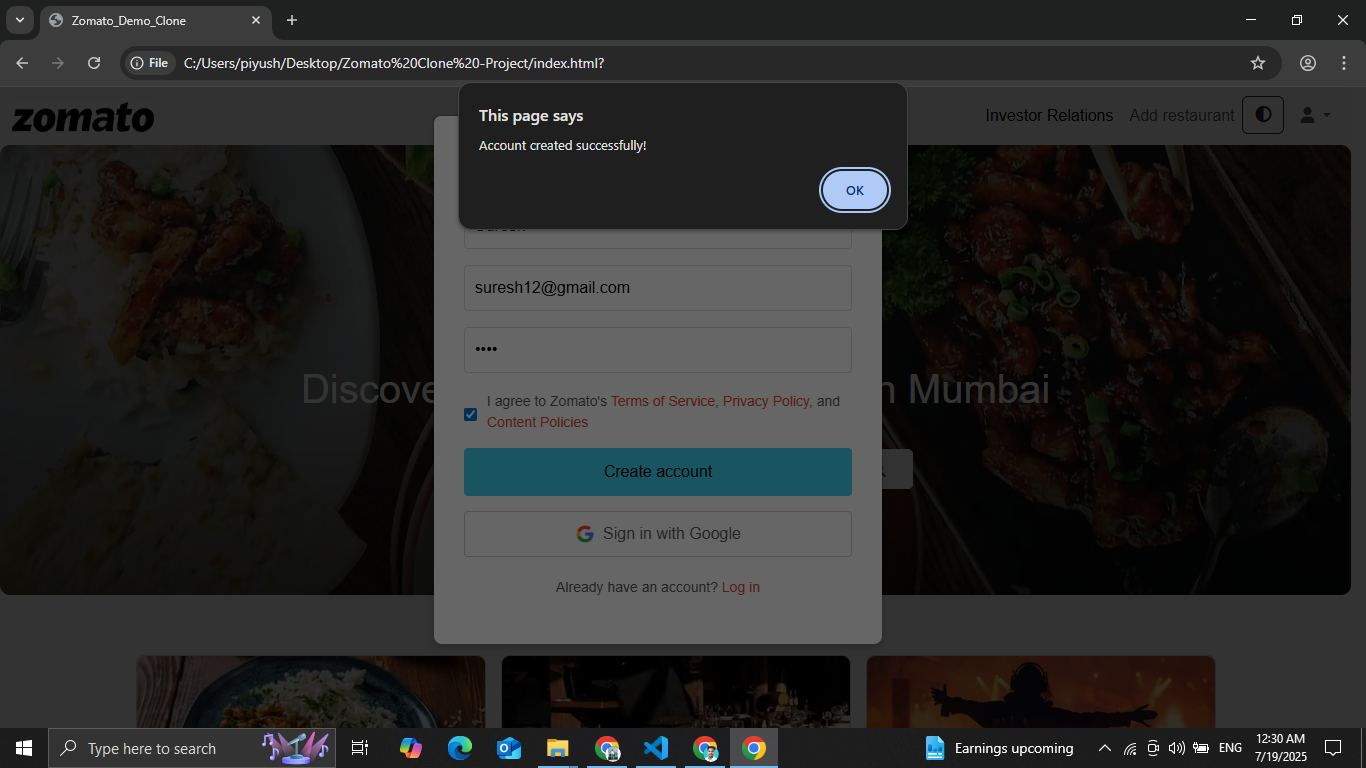 Zomato_Demo_Clone
File
C:/Users/piyush/Desktop/Zomato%20Clone%20-Project/index.html?
zomato
Investor Relations
Add restaurant
This page says
Account created successfully!
OK
suresh12@gmail.com
••••
Discove
n Mumbai
I agree to Zomato's Terms of Service, Privacy Policy, and
Content Policies
Create account
Sign in with Google
Already have an account? Log in
Type here to search
Earnings upcoming
ENG
12:30 AM
7/19/2025